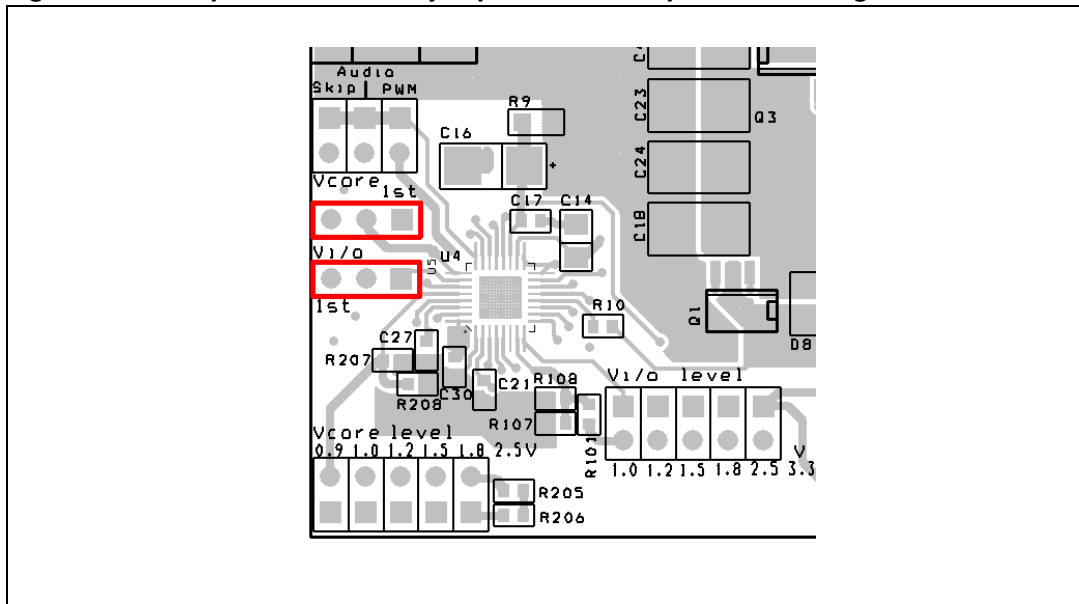 Audio
Skip PWM
R9
C16
+
C23
Q3
C24
C18
Vcore
1st
C17
C14
Vi/o
U5
U4
1st
R10
Q1
D8
C27
R207
R208
C30
C21
R108
R107
R101
Vi/o level
1.0 1.2 1.5 1.8 2.5 3.3
V
Vcore level
0.9 1.0 1.2 1.5 1.8 2.5V
R205
R206